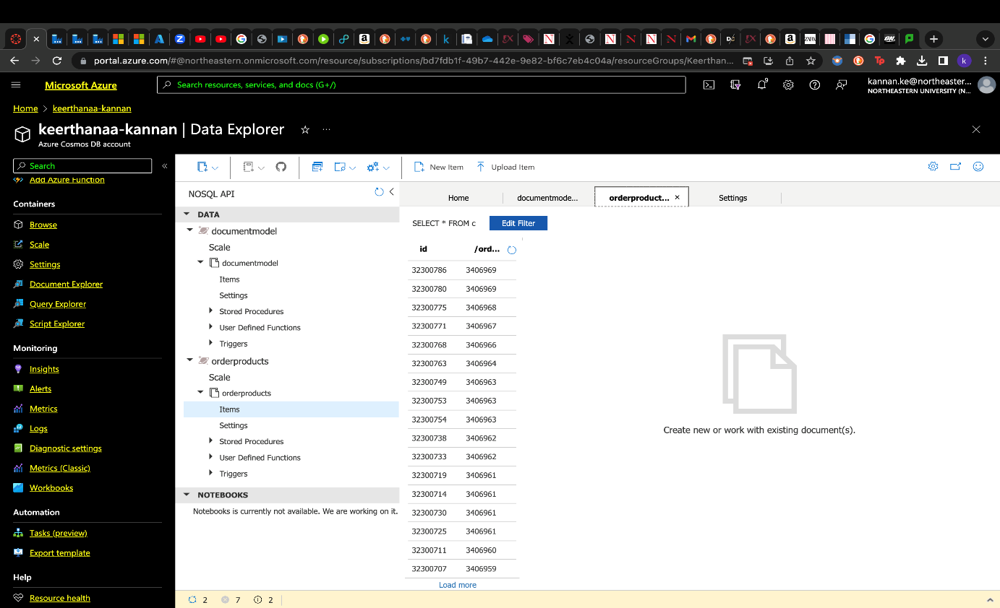 portal.azure.com/#@northeastern.onmicrosoft.com/resource/subscriptions/bd7fdb1f-49b7-442e-9e82-bf6c7eb4c04a/resourceGroups/Keerthan...
Microsoft Azure
Search resources, services, and docs (G+/)
kannan.ke@northeaster...
NORTHEASTERN UNIVERSITY (N...
Home > keerthanaa-kannan
keerthanaa-kannan | Data Explorer
Azure Cosmos DB account
Search
Add Azure Function
Containers
Browse
Scale
Settings
Document Explorer
Query Explorer
Script Explorer
Monitoring
Insights
Alerts
Metrics
Logs
Diagnostic settings
Metrics (Classic)
Workbooks
Automation
Tasks (preview)
Export template
Help
Resource health
New Item
Upload Item
NOSQL API
DATA
documentmodel
Scale
documentmodel
Items
Settings
Stored Procedures
User Defined Functions
Triggers
orderproducts
Scale
orderproducts
Items
Settings
Stored Procedures
User Defined Functions
Triggers
NOTEBOOKS
Notebooks is currently not available. We are working on it.
Home
documentmode...
orderproduct...
Settings
SELECT * FROM c
Edit Filter
id /ord...
32300786 3406969
32300780 3406969
32300775 3406968
32300771 3406967
32300768 3406966
32300763 3406964
32300749 3406963
32300753 3406963
32300754 3406963
32300738 3406962
32300733 3406962
32300719 3406961
32300714 3406961
32300730 3406961
32300725 3406961
32300711 3406960
32300707 3406959
Load more
Create new or work with existing document(s).
2 7 2